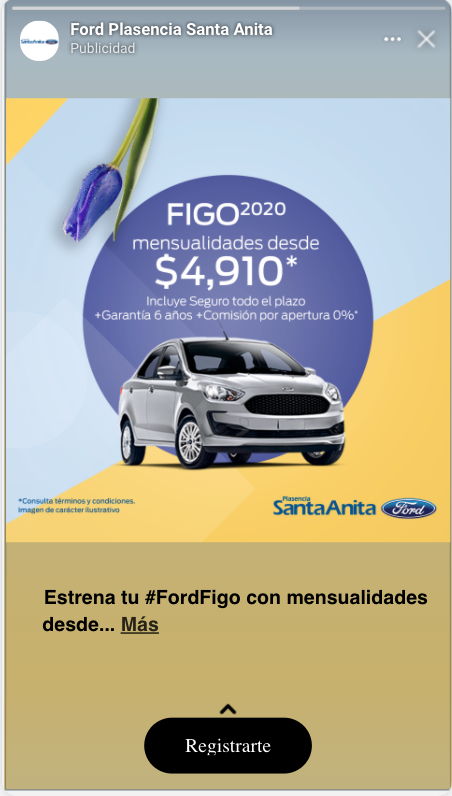 Ford Plasencia Santa Anita
Publicidad
FIGO2020
mensualidades desde
$4,910*
Incluye Seguro todo el plazo
+Garantía 6 años +Comisión por apertura 0%*
*Consulta términos y condiciones.
Imagen de carácter ilustrativo
Plasencia
SantaAnita Ford
Estrena tu #FordFigo con mensualidades
desde... Más
Registrarte